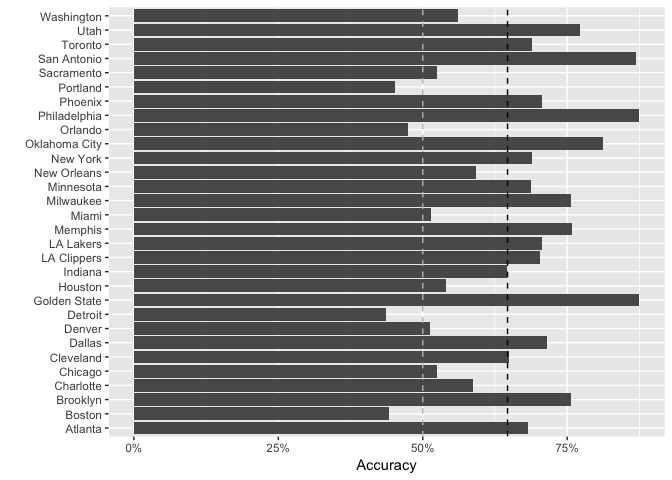 Washington
Utah
Toronto
San Antonio
Sacramento
Portland
Phoenix
Philadelphia
Orlando
Oklahoma City
New York
New Orleans
Minnesota
Milwaukee
Miami
Memphis
LA Lakers
LA Clippers
Indiana
Houston
Golden State
Detroit
Denver
Dallas
Cleveland
Chicago
Charlotte
Brooklyn
Boston
Atlanta
0% 25% 50% 75%
Accuracy